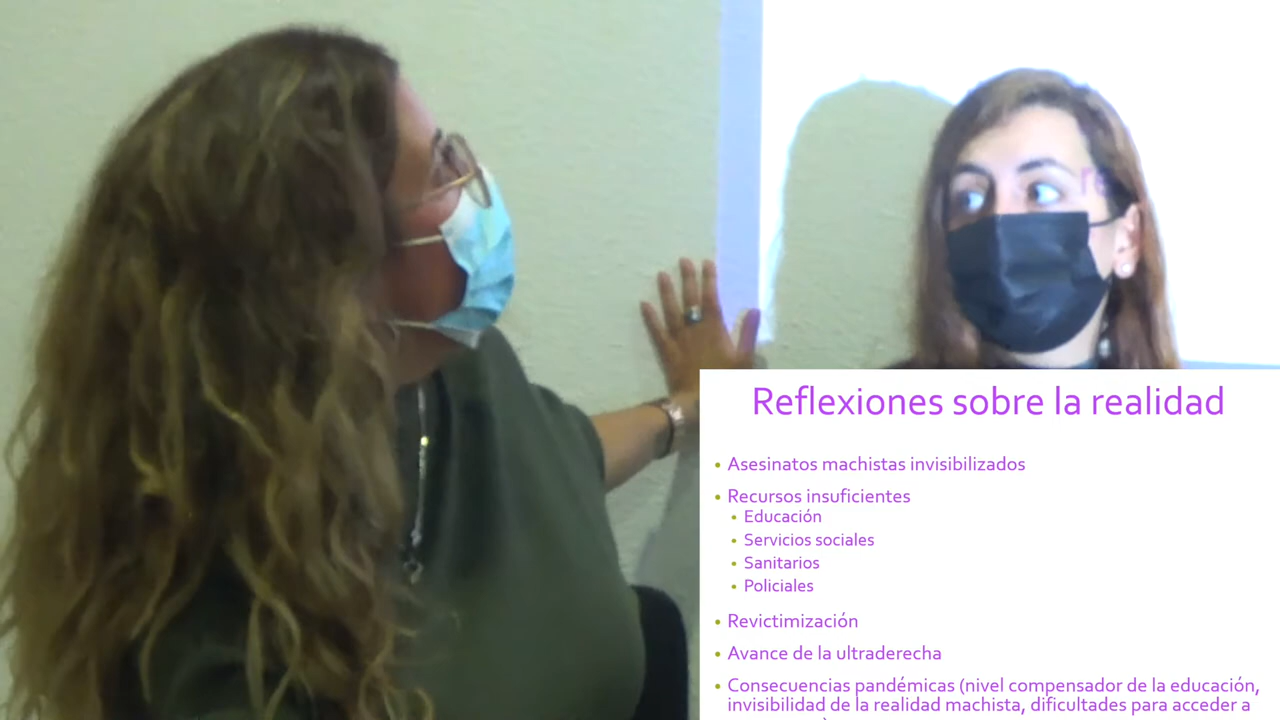 Reflexiones sobre la realidad
• Asesinatos machistas invisibilizados
• Recursos insuficientes
• Educación
• Servicios sociales
• Sanitarios
• Policiales
• Revictimización
• Avance de la ultraderecha
• Consecuencias pandémicas (nivel compensador de la educación,
invisibilidad de la realidad machista, dificultades para acceder a